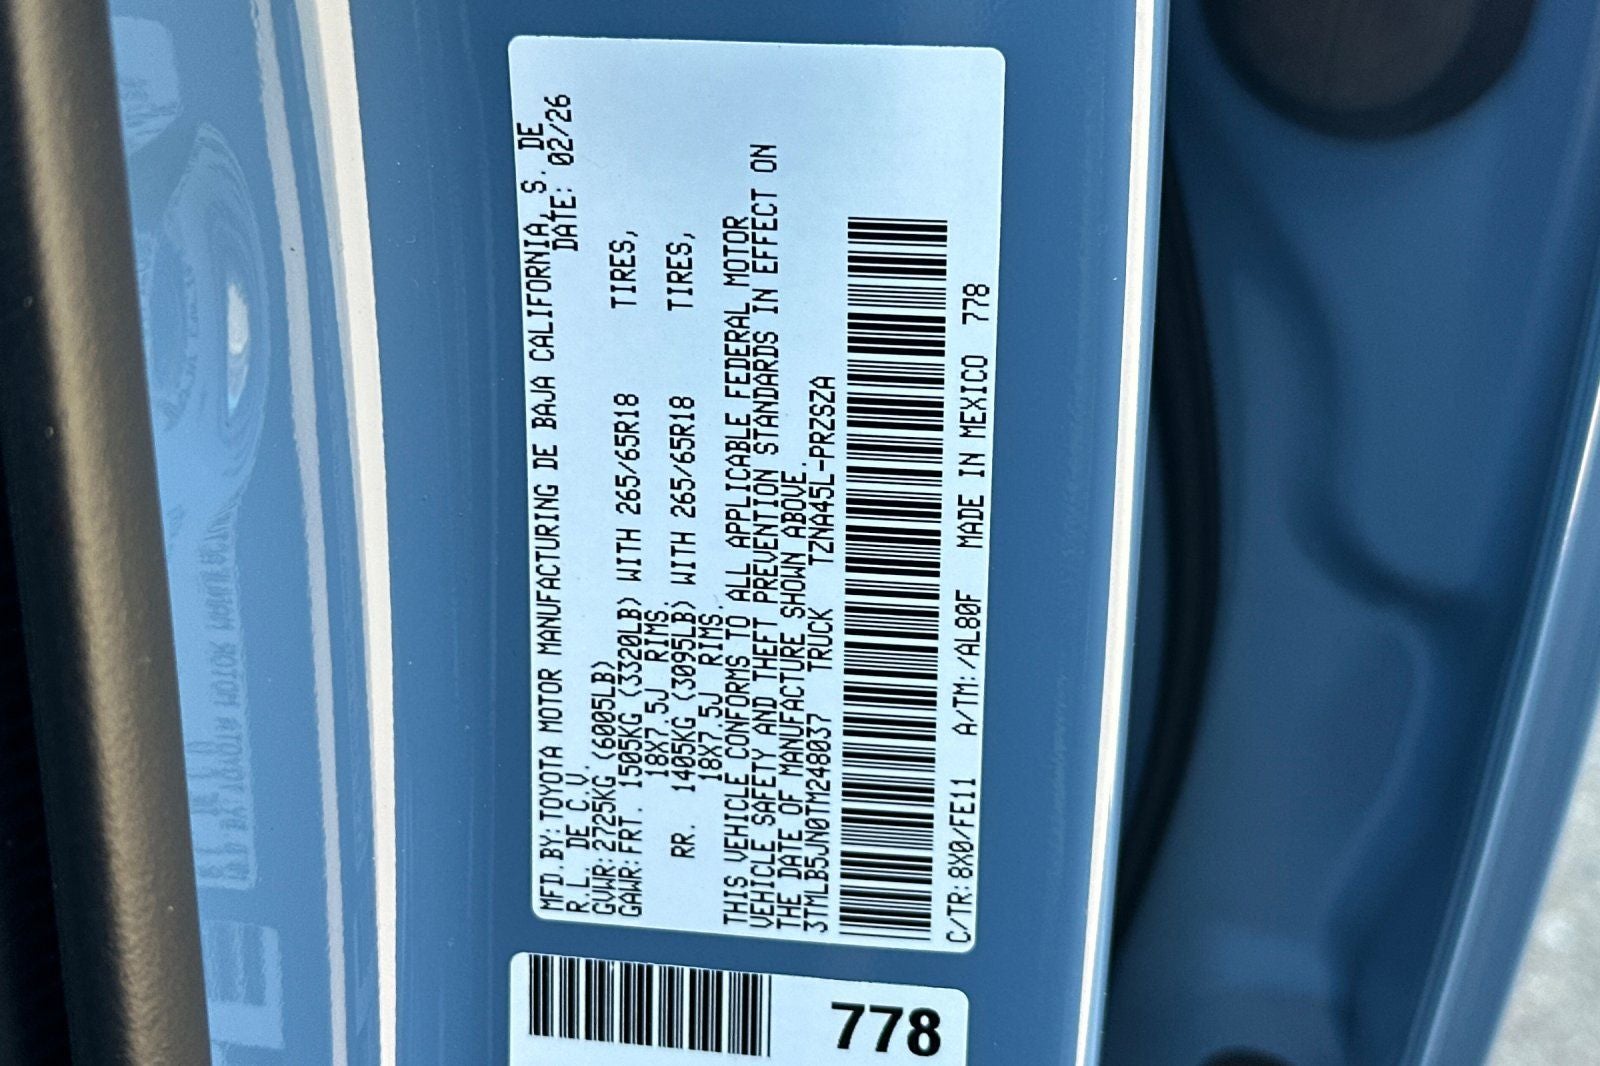 MFD.BY:TOYOTA MOTOR MANUFACTURING DE BAJA CALIFORNIA, S. DE
R.L. DE C.V. DATE: 02/26
GVWR:2725KG (6005LB)
GAWR:FRT. 1505KG (3320LB) WITH 265/65R18 TIRES,
18X7.5J RIMS.
RR. 1405KG (3095LB) WITH 265/65R18 TIRES,
18X7.5J RIMS.
THIS VEHICLE CONFORMS TO ALL APPLICABLE FEDERAL MOTOR
VEHICLE SAFETY AND THEFT PREVENTION STANDARDS IN EFFECT ON
THE DATE OF MANUFACTURE SHOWN ABOVE.
3TMLB5JN0TM248037 TRUCK TZNA45L-PRZSZA
C/TR:8X0/FE11 A/TM:/AL80F MADE IN MEXICO 778
778